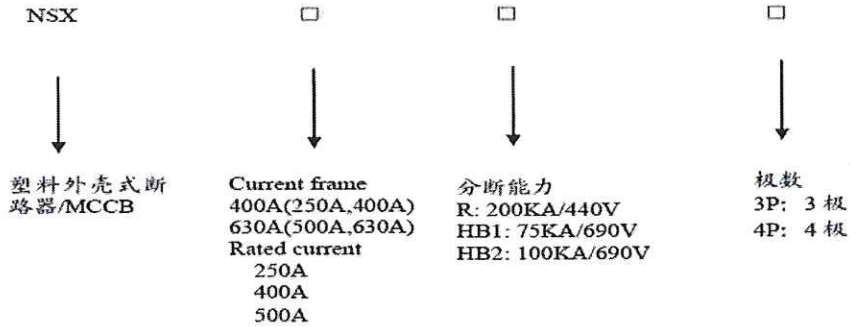 NSX □ □ □
塑料外壳式断
路器/MCCB
Current frame
400A(250A,400A)
630A(500A,630A)
Rated current
250A
400A
500A
分断能力
R: 200KA/440V
HB1: 75KA/690V
HB2: 100KA/690V
极数
3P: 3 极
4P: 4 极